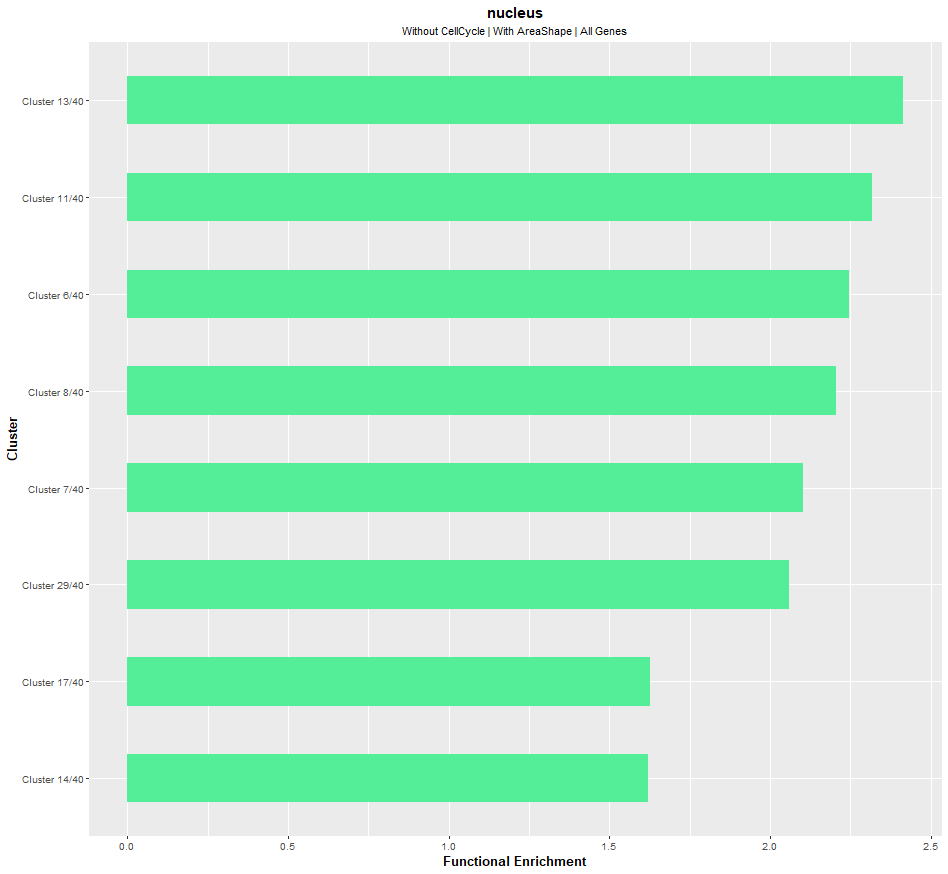 nucleus
Without CellCycle | With AreaShape | All Genes
Cluster
Cluster 13/40
Cluster 11/40
Cluster 6/40
Cluster 8/40
Cluster 7/40
Cluster 29/40
Cluster 17/40
Cluster 14/40
0.0 0.5 1.0 1.5 2.0 2.5
Functional Enrichment